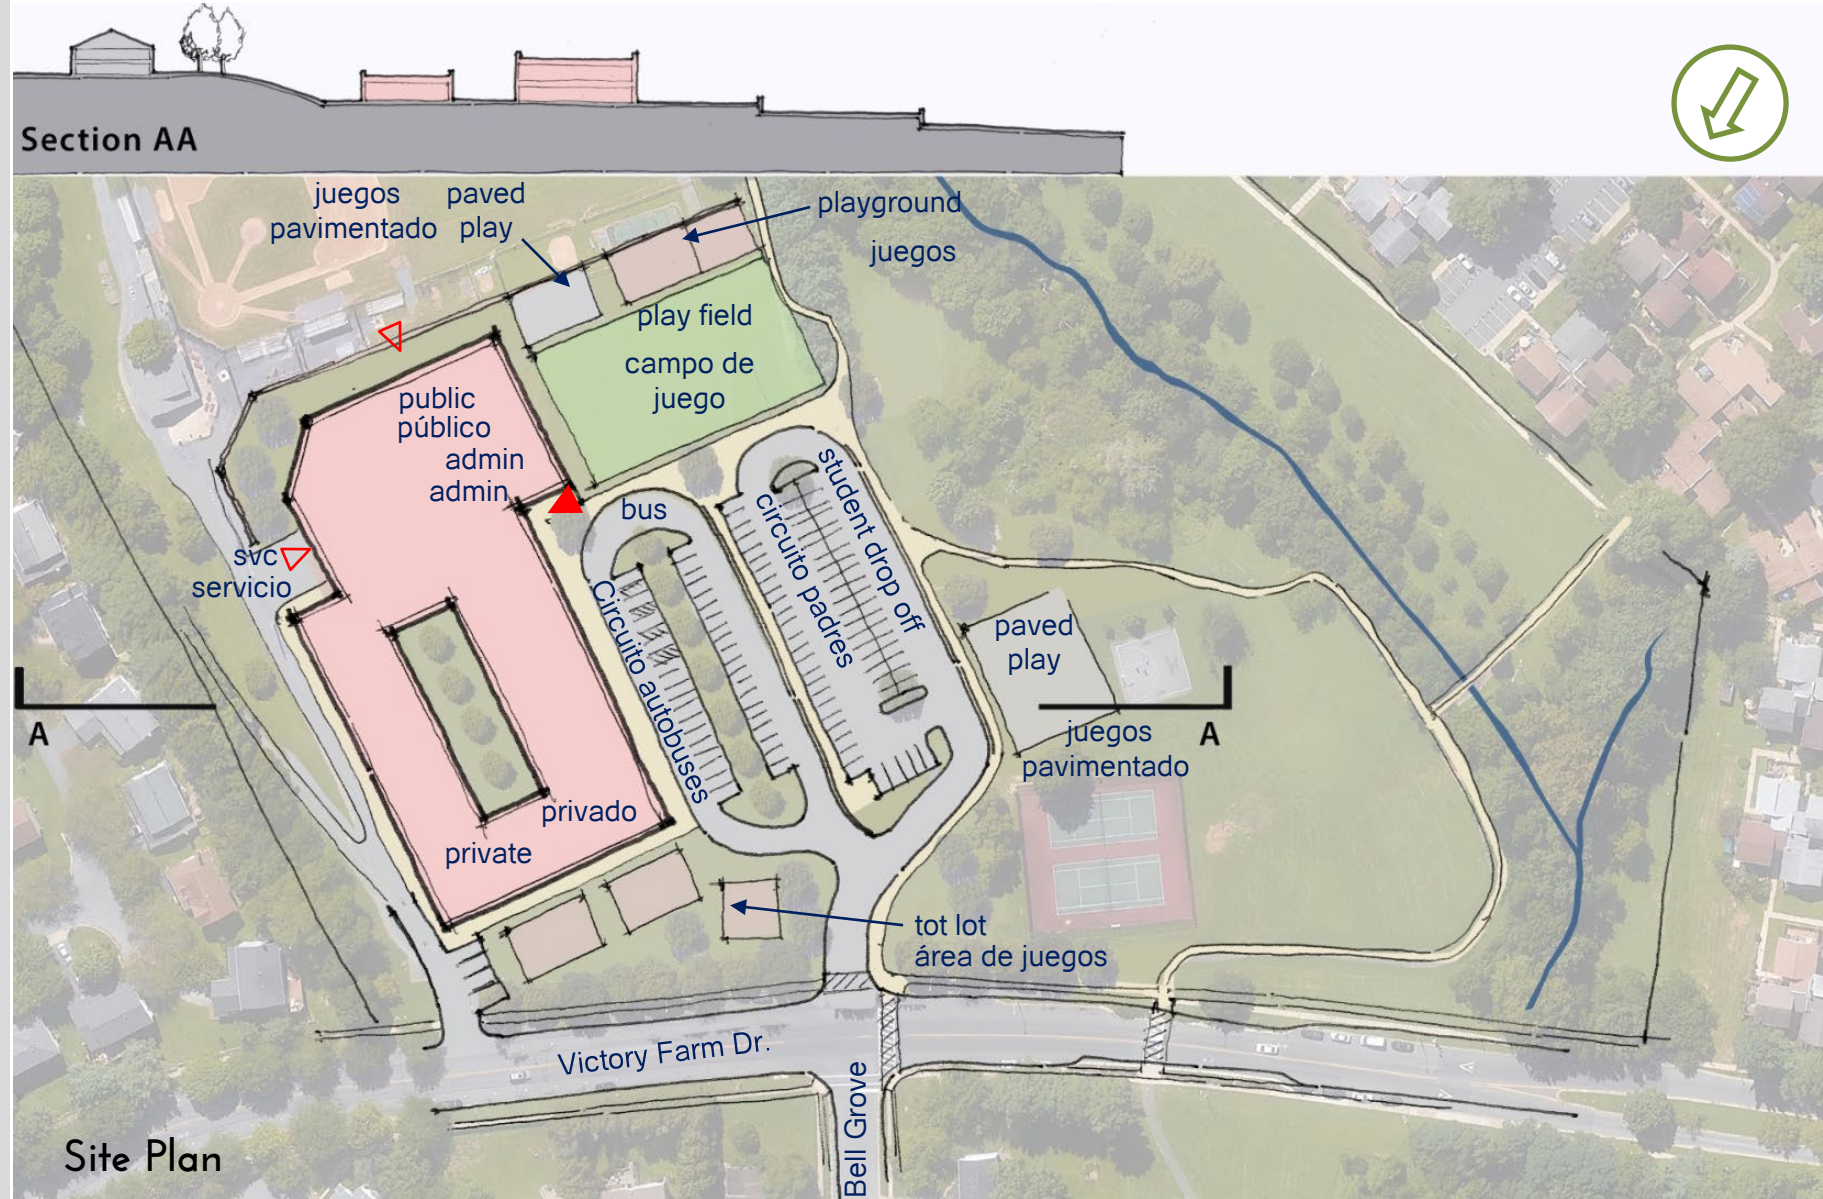 Section AA
juegos
pavimentado
paved
play
playground
juegos
play field
campo de
juego
public
público
admin
admin
bus
student drop off
circuito padres
Circuito autobuses
svc
servicio
paved
play
juegos
pavimentado
A
A
privado
private
tot lot
área de juegos
Victory Farm Dr.
Bell Grove
Site Plan